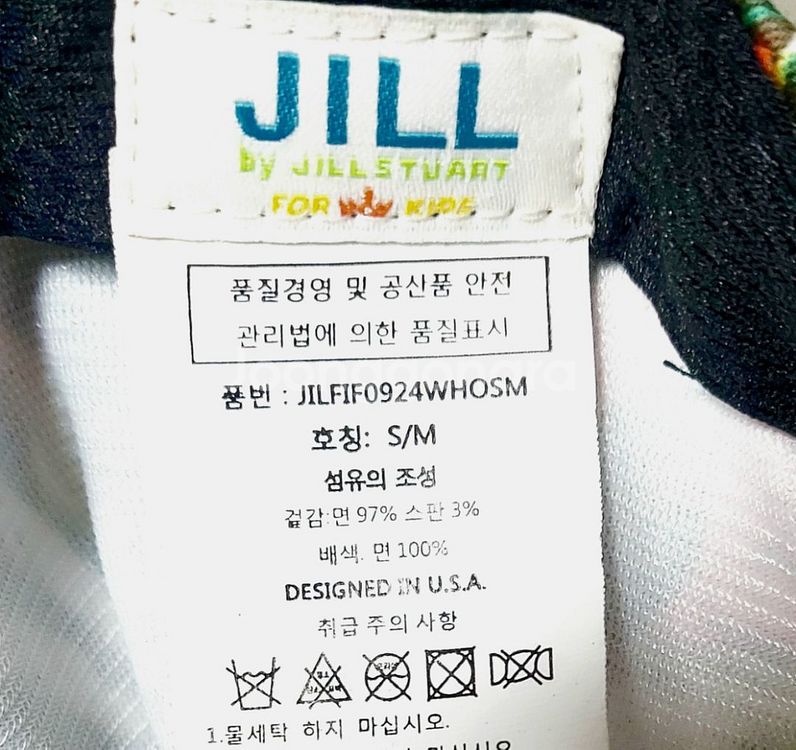 JILL
by JILLSTUART
FOR KIDS
품질경영 및 공산품 안전
관리법에 의한 품질표시
품번 : JILFIF0924WHOSM
호칭: S/M
섬유의 조성
겉감:면 97% 스판 3%
배색. 면 100%
DESIGNED IN U.S.A.
취급 주의 사항
1.물세탁 하지 마십시오.